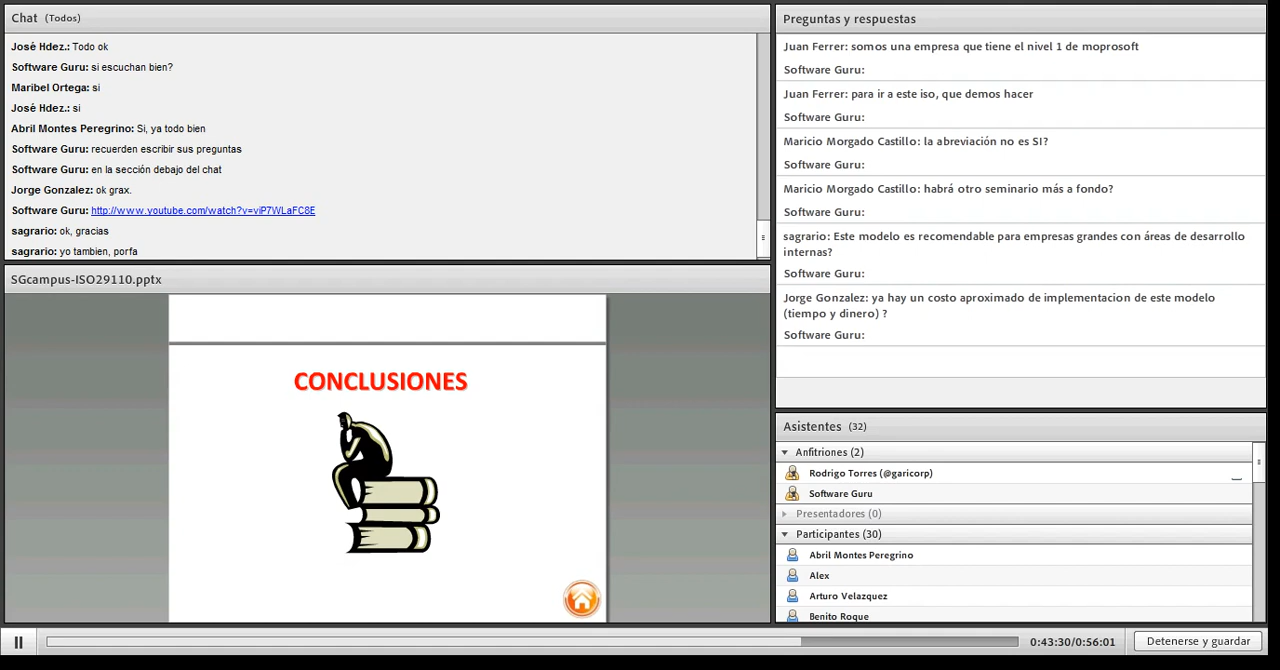 Chat (Todos)
José Hdez.: Todo ok
Software Guru: si escuchan bien?
Maribel Ortega: si
José Hdez.: si
Abril Montes Peregrino: Si, ya todo bien
Software Guru: recuerden escribir sus preguntas
Software Guru: en la sección debajo del chat
Jorge Gonzalez: ok grax.
Software Guru: http://www.youtube.com/watch?v=viP7WLaFC8E
sagrario: ok, gracias
sagrario: yo tambien, porfa
SGcampus-ISO29110.pptx
CONCLUSIONES
Preguntas y respuestas
Juan Ferrer: somos una empresa que tiene el nivel 1 de moprosoft
Software Guru:
Juan Ferrer: para ir a este iso, que demos hacer
Software Guru:
Maricio Morgado Castillo: la abreviación no es SI?
Software Guru:
Maricio Morgado Castillo: habrá otro seminario más a fondo?
Software Guru:
sagrario: Este modelo es recomendable para empresas grandes con áreas de desarrollo
internas?
Software Guru:
Jorge Gonzalez: ya hay un costo aproximado de implementacion de este modelo
(tiempo y dinero) ?
Software Guru:
Asistentes (32)
Anfitriones (2)
Rodrigo Torres (@garicorp)
Software Guru
Presentadores (0)
Participantes (30)
Abril Montes Peregrino
Alex
Arturo Velazquez
Benito Roque
0:43:30/0:56:01
Detenerse y guardar